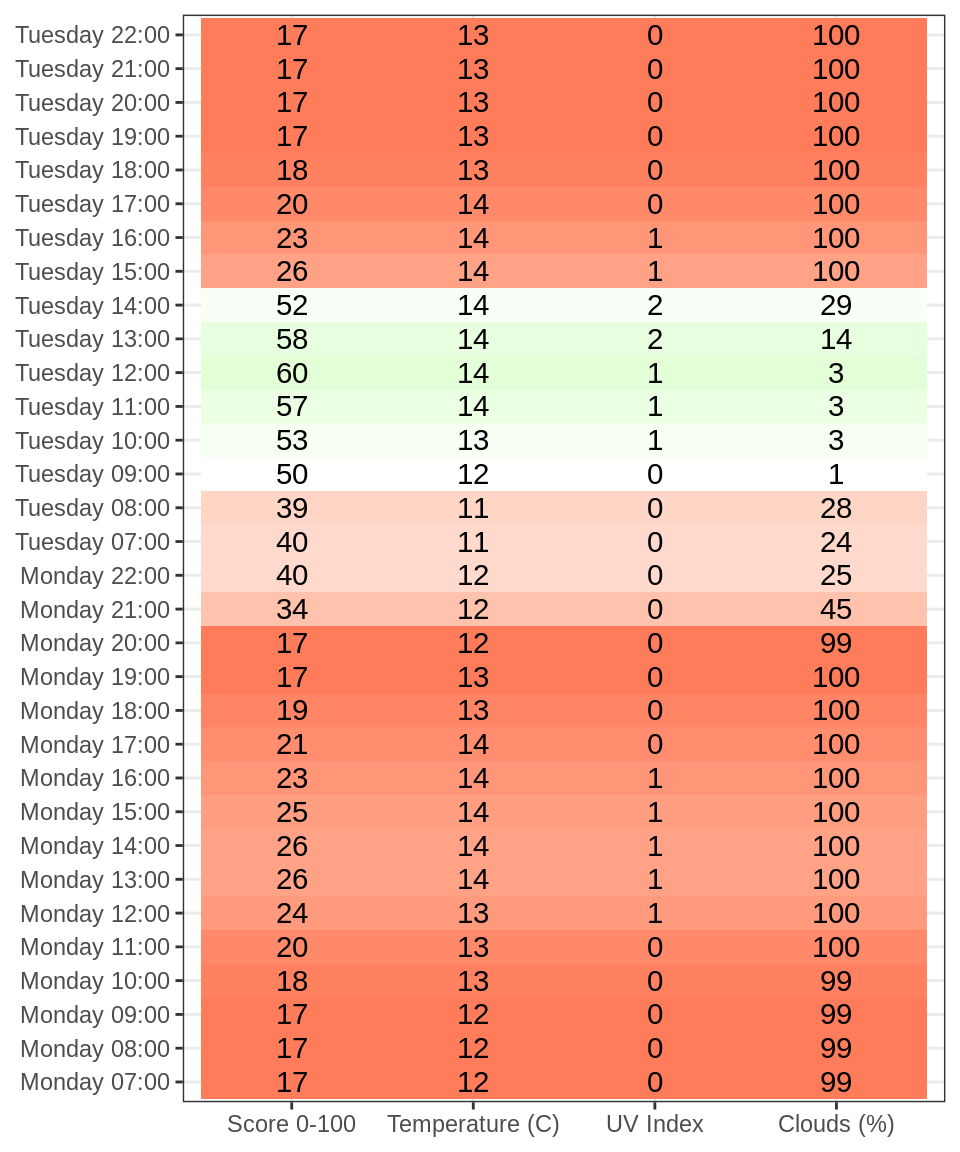 Tuesday 22:00 17 13 0 100
Tuesday 21:00 17 13 0 100
Tuesday 20:00 17 13 0 100
Tuesday 19:00 17 13 0 100
Tuesday 18:00 18 13 0 100
Tuesday 17:00 20 14 0 100
Tuesday 16:00 23 14 1 100
Tuesday 15:00 26 14 1 100
Tuesday 14:00 52 14 2 29
Tuesday 13:00 58 14 2 14
Tuesday 12:00 60 14 1 3
Tuesday 11:00 57 14 1 3
Tuesday 10:00 53 13 1 3
Tuesday 09:00 50 12 0 1
Tuesday 08:00 39 11 0 28
Tuesday 07:00 40 11 0 24
Monday 22:00 40 12 0 25
Monday 21:00 34 12 0 45
Monday 20:00 17 12 0 99
Monday 19:00 17 13 0 100
Monday 18:00 19 13 0 100
Monday 17:00 21 14 0 100
Monday 16:00 23 14 1 100
Monday 15:00 25 14 1 100
Monday 14:00 26 14 1 100
Monday 13:00 26 14 1 100
Monday 12:00 24 13 1 100
Monday 11:00 20 13 0 100
Monday 10:00 18 13 0 99
Monday 09:00 17 12 0 99
Monday 08:00 17 12 0 99
Monday 07:00 17 12 0 99
Score 0-100 Temperature (C) UV Index Clouds (%)